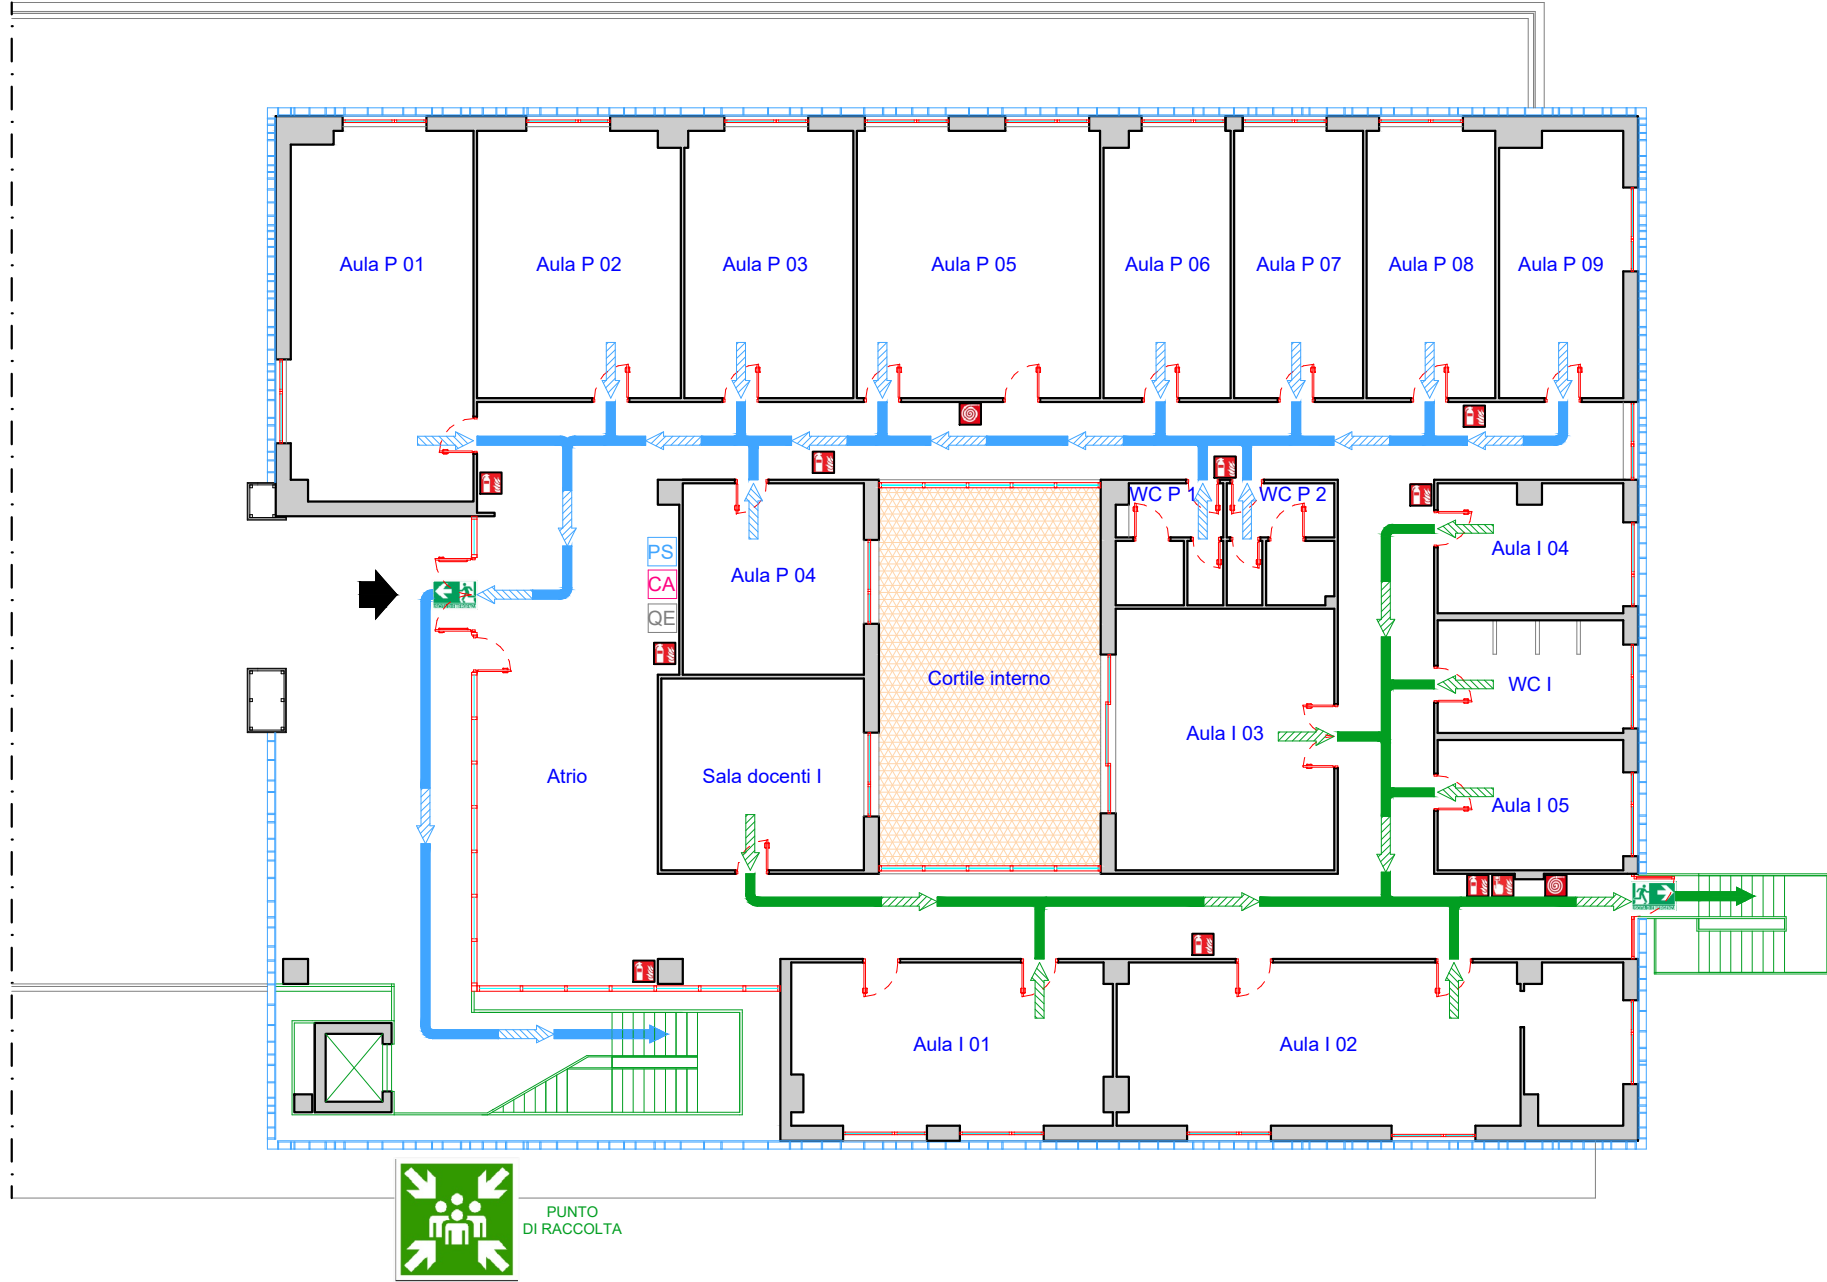 Aula P 01
Aula P 02
Aula P 03
Aula P 05
Aula P 06
Aula P 07
Aula P 08
Aula P 09
WC P 1
WC P 2
PS
CA
QE
Aula P 04
Aula I 04
Cortile interno
WC I
Aula I 03
Atrio
Sala docenti I
Aula I 05
Aula I 01
Aula I 02
PUNTO
DI RACCOLTA